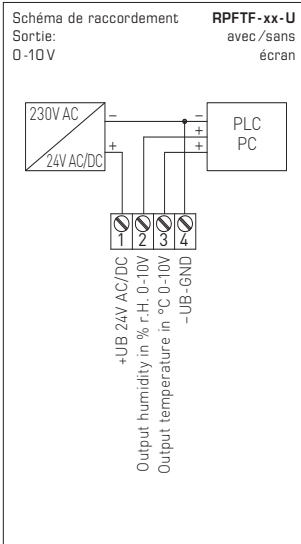 Schéma de raccordement RPFTF-xx-U
Sortie: avec/sans
0-10 V écran
230V AC
24V AC/DC
–
+
–
+
+
PLC
PC
1 2 3 4
+UB 24V AC/DC
Output humidity in % r.H. 0-10V
Output temperature in °C 0-10V
–UB-GND